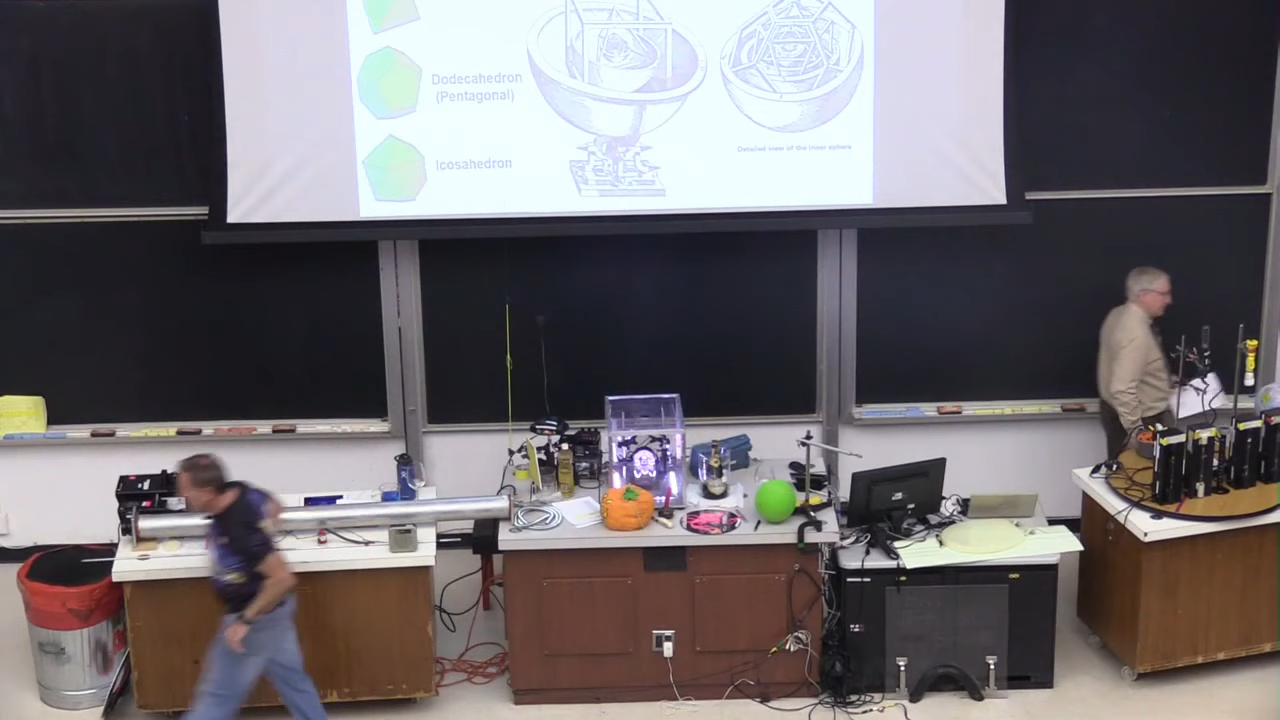 Dodecahedron
(Pentagonal)
Icosahedron
Detailed view of the inner sphere